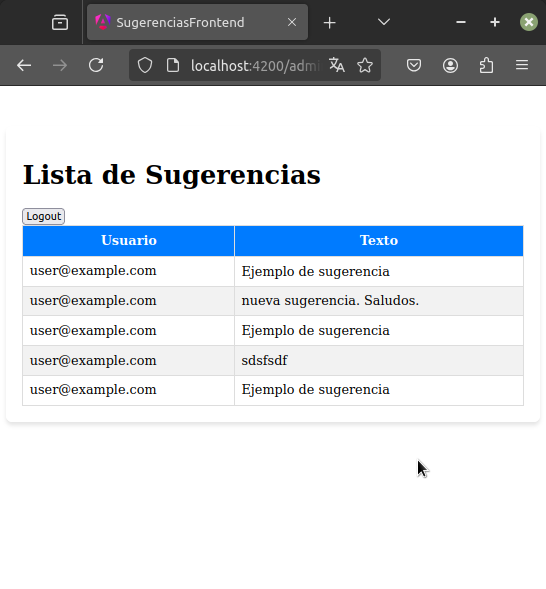 SugerenciasFrontend
localhost:4200/admi
Lista de Sugerencias
Logout
Usuario Texto
user@example.com Ejemplo de sugerencia
user@example.com nueva sugerencia. Saludos.
user@example.com Ejemplo de sugerencia
user@example.com sdsfsdf
user@example.com Ejemplo de sugerencia